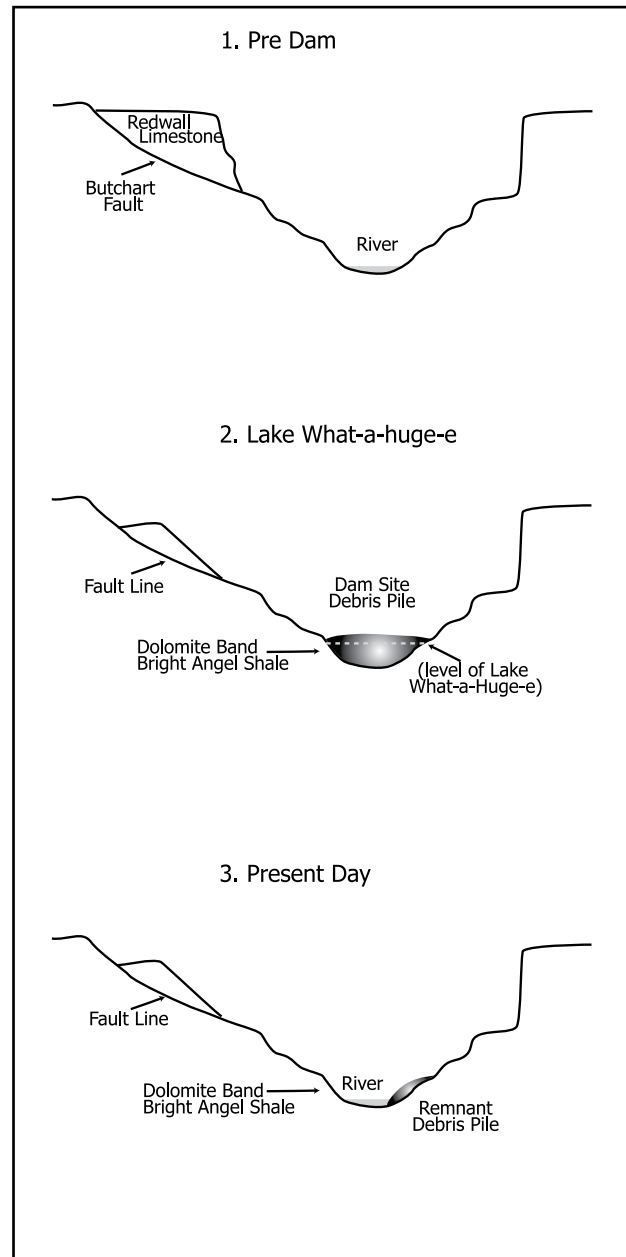 1. Pre Dam
Redwall
Limestone
Butchart
Fault
River
2. Lake What-a-huge-e
Fault Line
Dam Site
Debris Pile
Dolomite Band
Bright Angel Shale
(level of Lake
What-a-Huge-e)
3. Present Day
Fault Line
Dolomite Band
Bright Angel Shale
River
Remnant
Debris Pile